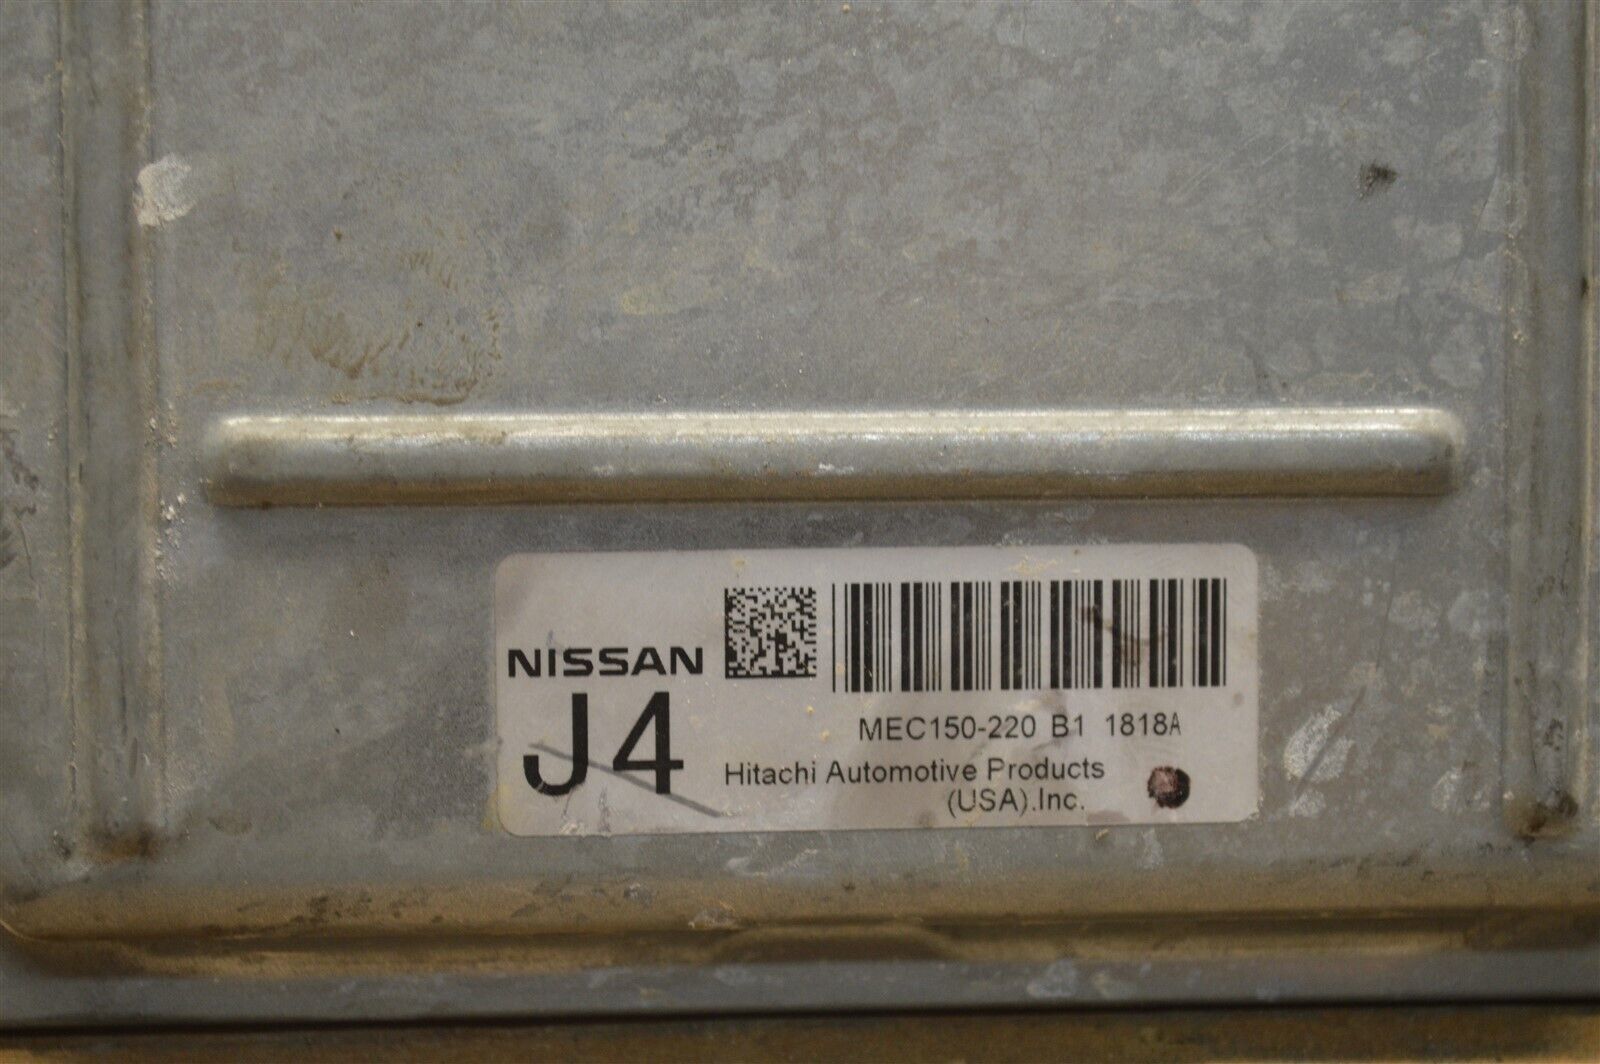 NISSAN
J4
MEC150-220 B1 1818A
Hitachi Automotive Products
(USA).Inc.